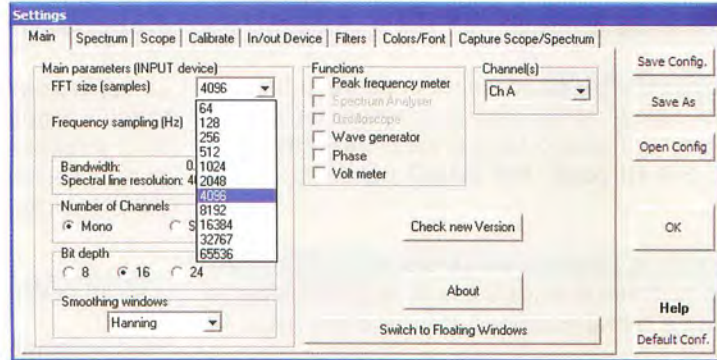 Settings
Main Spectrum Scope Calibrate In/out Device Filters Colors/Font Capture Scope/Spectrum
Main parameters (INPUT device)
FFT size (samples) 4096
64
128
256
512
1024
2048
4096
8192
16384
32767
65536
Frequency sampling (Hz)
Bandwidth: 0.
Spectral line resolution:
Number of Channels
Mono S
Bit depth
8 16 24
Smoothing windows
Hanning
Functions
Peak frequency meter
Spectrum Analyser
Oscilloscope
Wave generator
Phase
Volt meter
Channel(s)
Ch A
Check new Version
About
Switch to Floating Windows
Save Config.
Save As
Open Config
OK
Help
Default Conf.